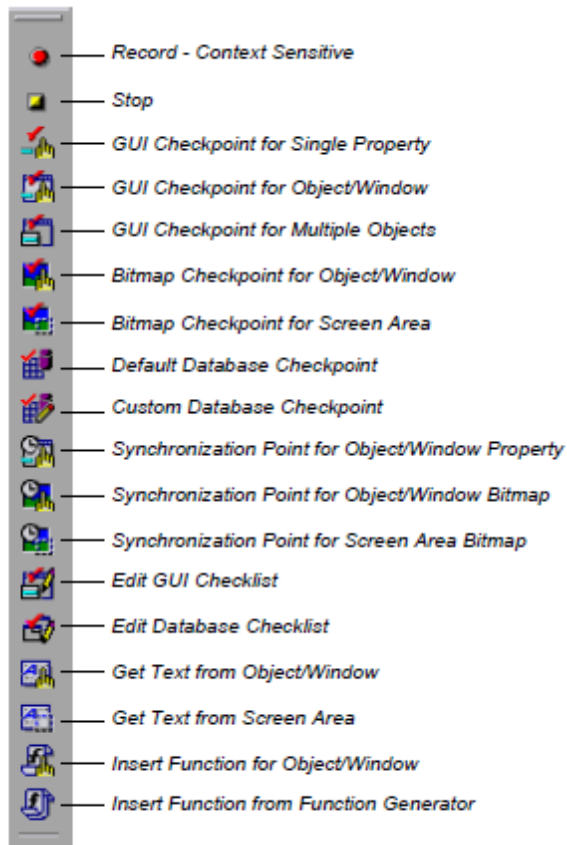 Record - Context Sensitive
Stop
GUI Checkpoint for Single Property
GUI Checkpoint for Object/Window
GUI Checkpoint for Multiple Objects
Bitmap Checkpoint for Object/Window
Bitmap Checkpoint for Screen Area
Default Database Checkpoint
Custom Database Checkpoint
Synchronization Point for Object/Window Property
Synchronization Point for Object/Window Bitmap
Synchronization Point for Screen Area Bitmap
Edit GUI Checklist
Edit Database Checklist
Get Text from Object/Window
Get Text from Screen Area
Insert Function for Object/Window
Insert Function from Function Generator